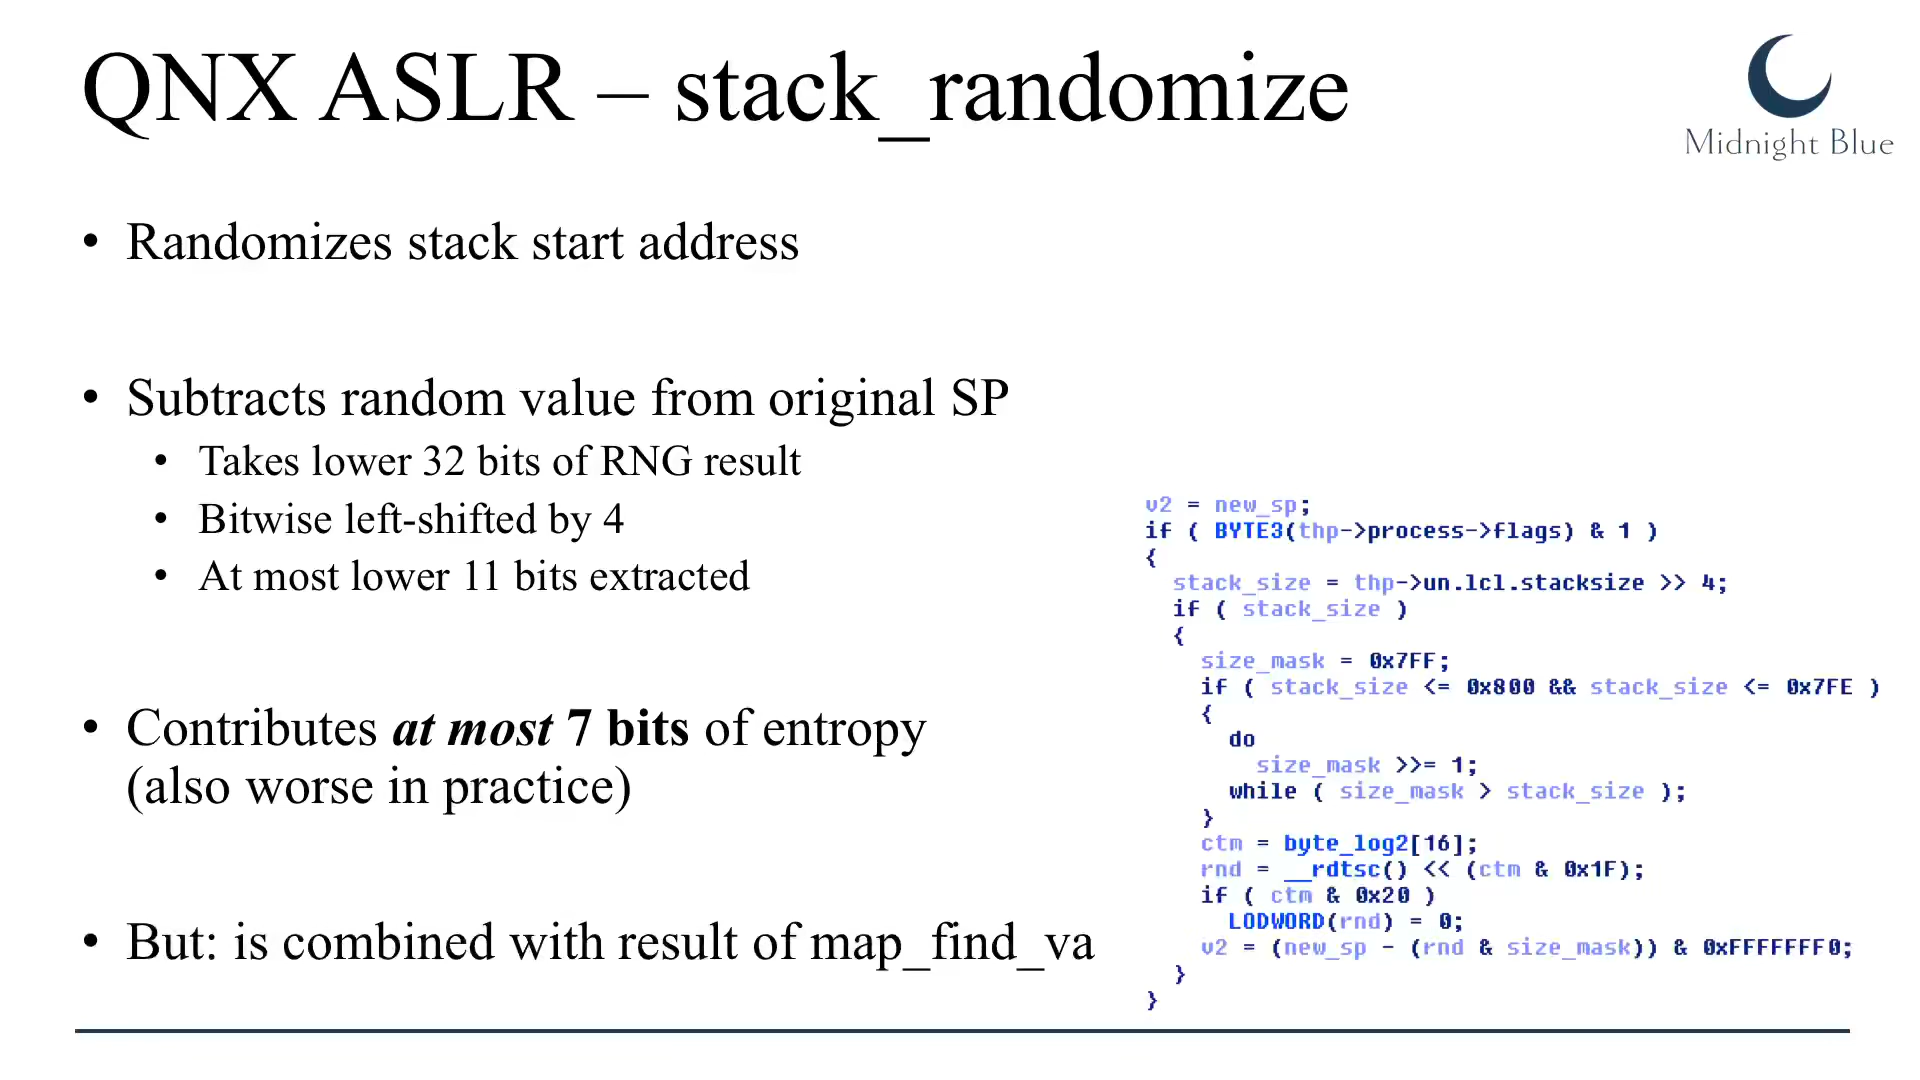 QNX ASLR – stack_randomize
Midnight Blue
• Randomizes stack start address
• Subtracts random value from original SP
• Takes lower 32 bits of RNG result
• Bitwise left-shifted by 4
• At most lower 11 bits extracted
• Contributes at most 7 bits of entropy
(also worse in practice)
• But: is combined with result of map_find_va
v2 = new_sp;
if ( BYTE3(thp->process->flags) & 1 )
{
stack_size = thp->un.lcl.stacksize >> 4;
if ( stack_size )
{
size_mask = 0x7FF;
if ( stack_size <= 0x800 && stack_size <= 0x7FE )
{
do
size_mask >>= 1;
while ( size_mask > stack_size );
}
ctm = byte_log2[16];
rnd = __rdtsc() << (ctm & 0x1F);
if ( ctm & 0x20 )
LODWORD(rnd) = 0;
v2 = (new_sp - (rnd & size_mask)) & 0xFFFFFFF0;
}
}